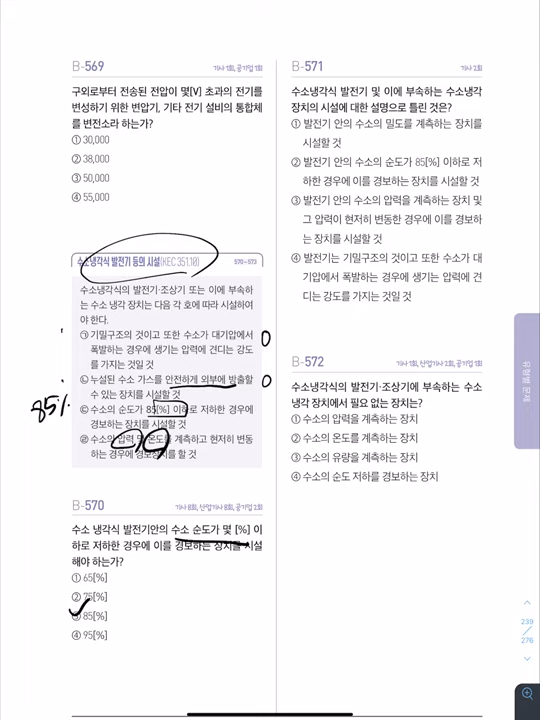 B-569
기사 1회, 공기업 1회
구외로부터 전송된 전압이 몇[V] 초과의 전기를
변성하기 위한 변압기, 기타 전기 설비의 통합체
를 변전소라 하는가?
① 30,000
② 38,000
③ 50,000
④ 55,000
수소냉각식 발전기 등의 시설(KEC 351.10)
570~573
수소냉각식의 발전기·조상기 또는 이에 부속하
는 수소 냉각 장치는 다음 각 호에 따라 시설하여
야 한다.
㉠ 기밀구조의 것이고 또한 수소가 대기압에서
폭발하는 경우에 생기는 압력에 견디는 강도
를 가지는 것일 것
㉡ 누설된 수소 가스를 안전하게 외부에 방출할
수 있는 장치를 시설할 것
㉢ 수소의 순도가 85[%] 이하로 저하한 경우에
경보하는 장치를 시설할 것
㉣ 수소의 압력 및 온도를 계측하고 현저히 변동
하는 경우에 경보장치를 할 것
85%
B-570
기사 8회, 산업기사 8회, 공기업 2회
수소 냉각식 발전기안의 수소 순도가 몇 [%] 이
하로 저하한 경우에 이를 경보하는 장치를 시설
해야 하는가?
① 65[%]
② 75[%]
③ 85[%]
④ 95[%]
B-571
기사 2회
수소냉각식 발전기 및 이에 부속하는 수소냉각
장치의 시설에 대한 설명으로 틀린 것은?
① 발전기 안의 수소의 밀도를 계측하는 장치를
시설할 것
② 발전기 안의 수소의 순도가 85[%] 이하로 저
하한 경우에 이를 경보하는 장치를 시설할 것
③ 발전기 안의 수소의 압력을 계측하는 장치 및
그 압력이 현저히 변동한 경우에 이를 경보하
는 장치를 시설할 것
④ 발전기는 기밀구조의 것이고 또한 수소가 대
기압에서 폭발하는 경우에 생기는 압력에 견
디는 강도를 가지는 것일 것
B-572
기사 1회, 산업기사 2회, 공기업 1회
수소냉각식의 발전기·조상기에 부속하는 수소
냉각 장치에서 필요 없는 장치는?
① 수소의 압력을 계측하는 장치
② 수소의 온도를 계측하는 장치
③ 수소의 유량을 계측하는 장치
④ 수소의 순도 저하를 경보하는 장치
유형별 문제
239
276